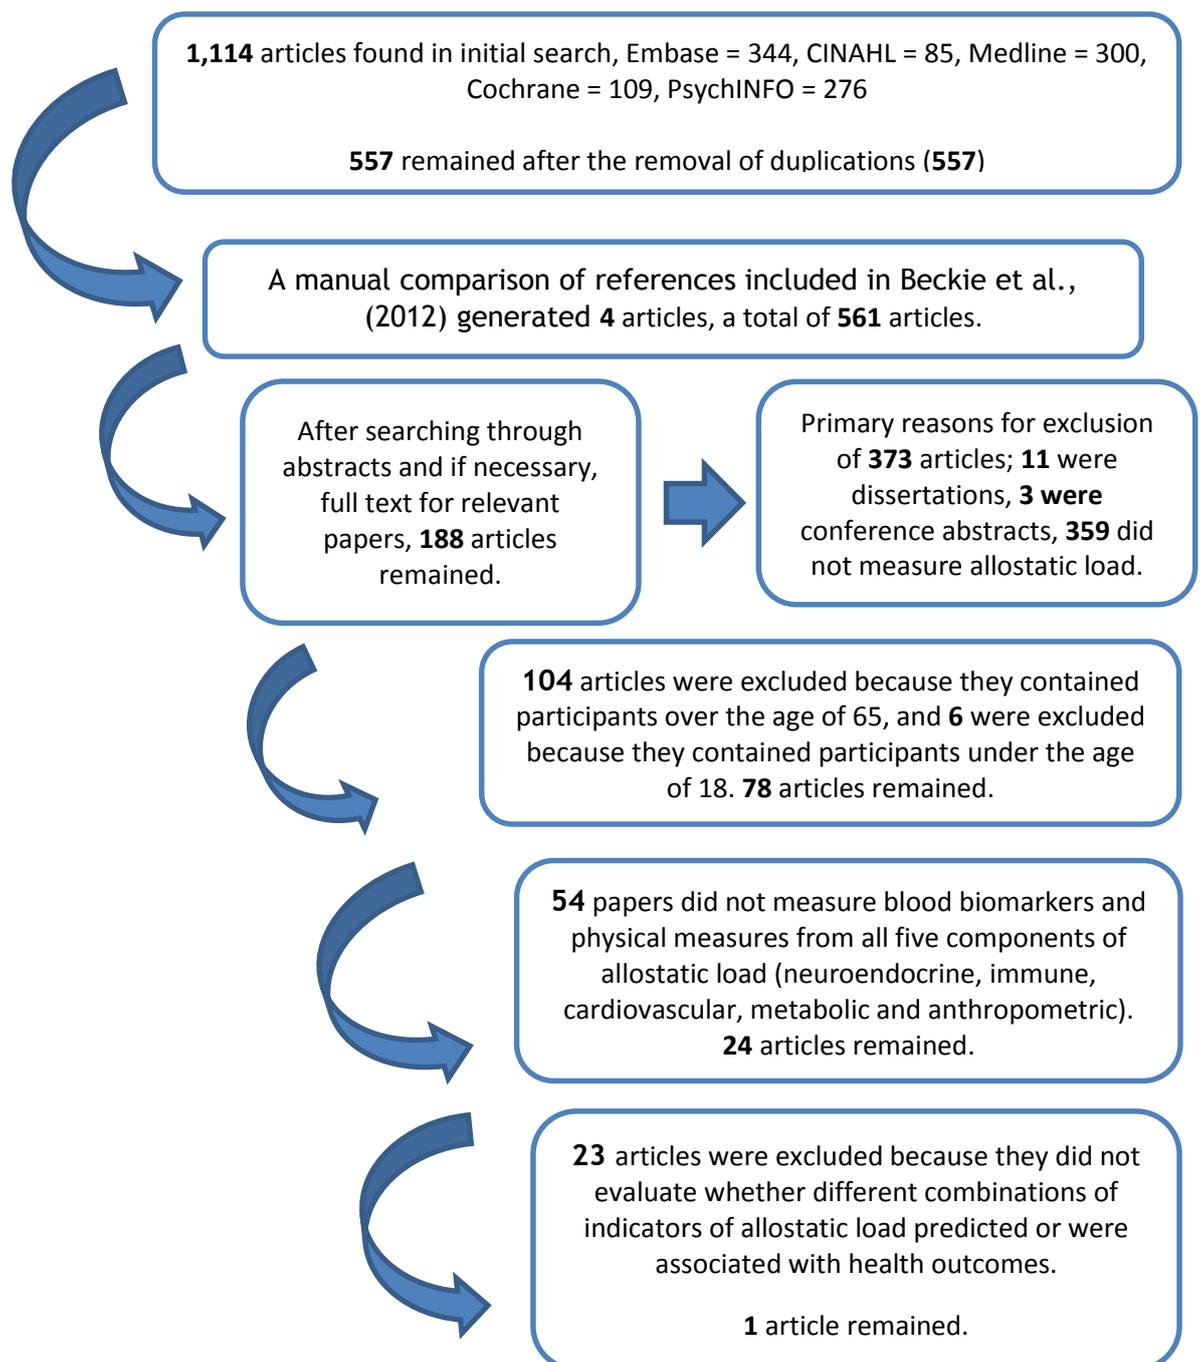 1,114 articles found in initial search, Embase = 344, CINAHL = 85, Medline = 300,
Cochrane = 109, PsychINFO = 276
557 remained after the removal of duplications (557)
A manual comparison of references included in Beckie et al.,
(2012) generated 4 articles, a total of 561 articles.
After searching through
abstracts and if necessary,
full text for relevant
papers, 188 articles
remained.
Primary reasons for exclusion
of 373 articles; 11 were
dissertations, 3 were
conference abstracts, 359 did
not measure allostatic load.
104 articles were excluded because they contained
participants over the age of 65, and 6 were excluded
because they contained participants under the age
of 18. 78 articles remained.
54 papers did not measure blood biomarkers and
physical measures from all five components of
allostatic load (neuroendocrine, immune,
cardiovascular, metabolic and anthropometric).
24 articles remained.
23 articles were excluded because they did not
evaluate whether different combinations of
indicators of allostatic load predicted or were
associated with health outcomes.
1 article remained.